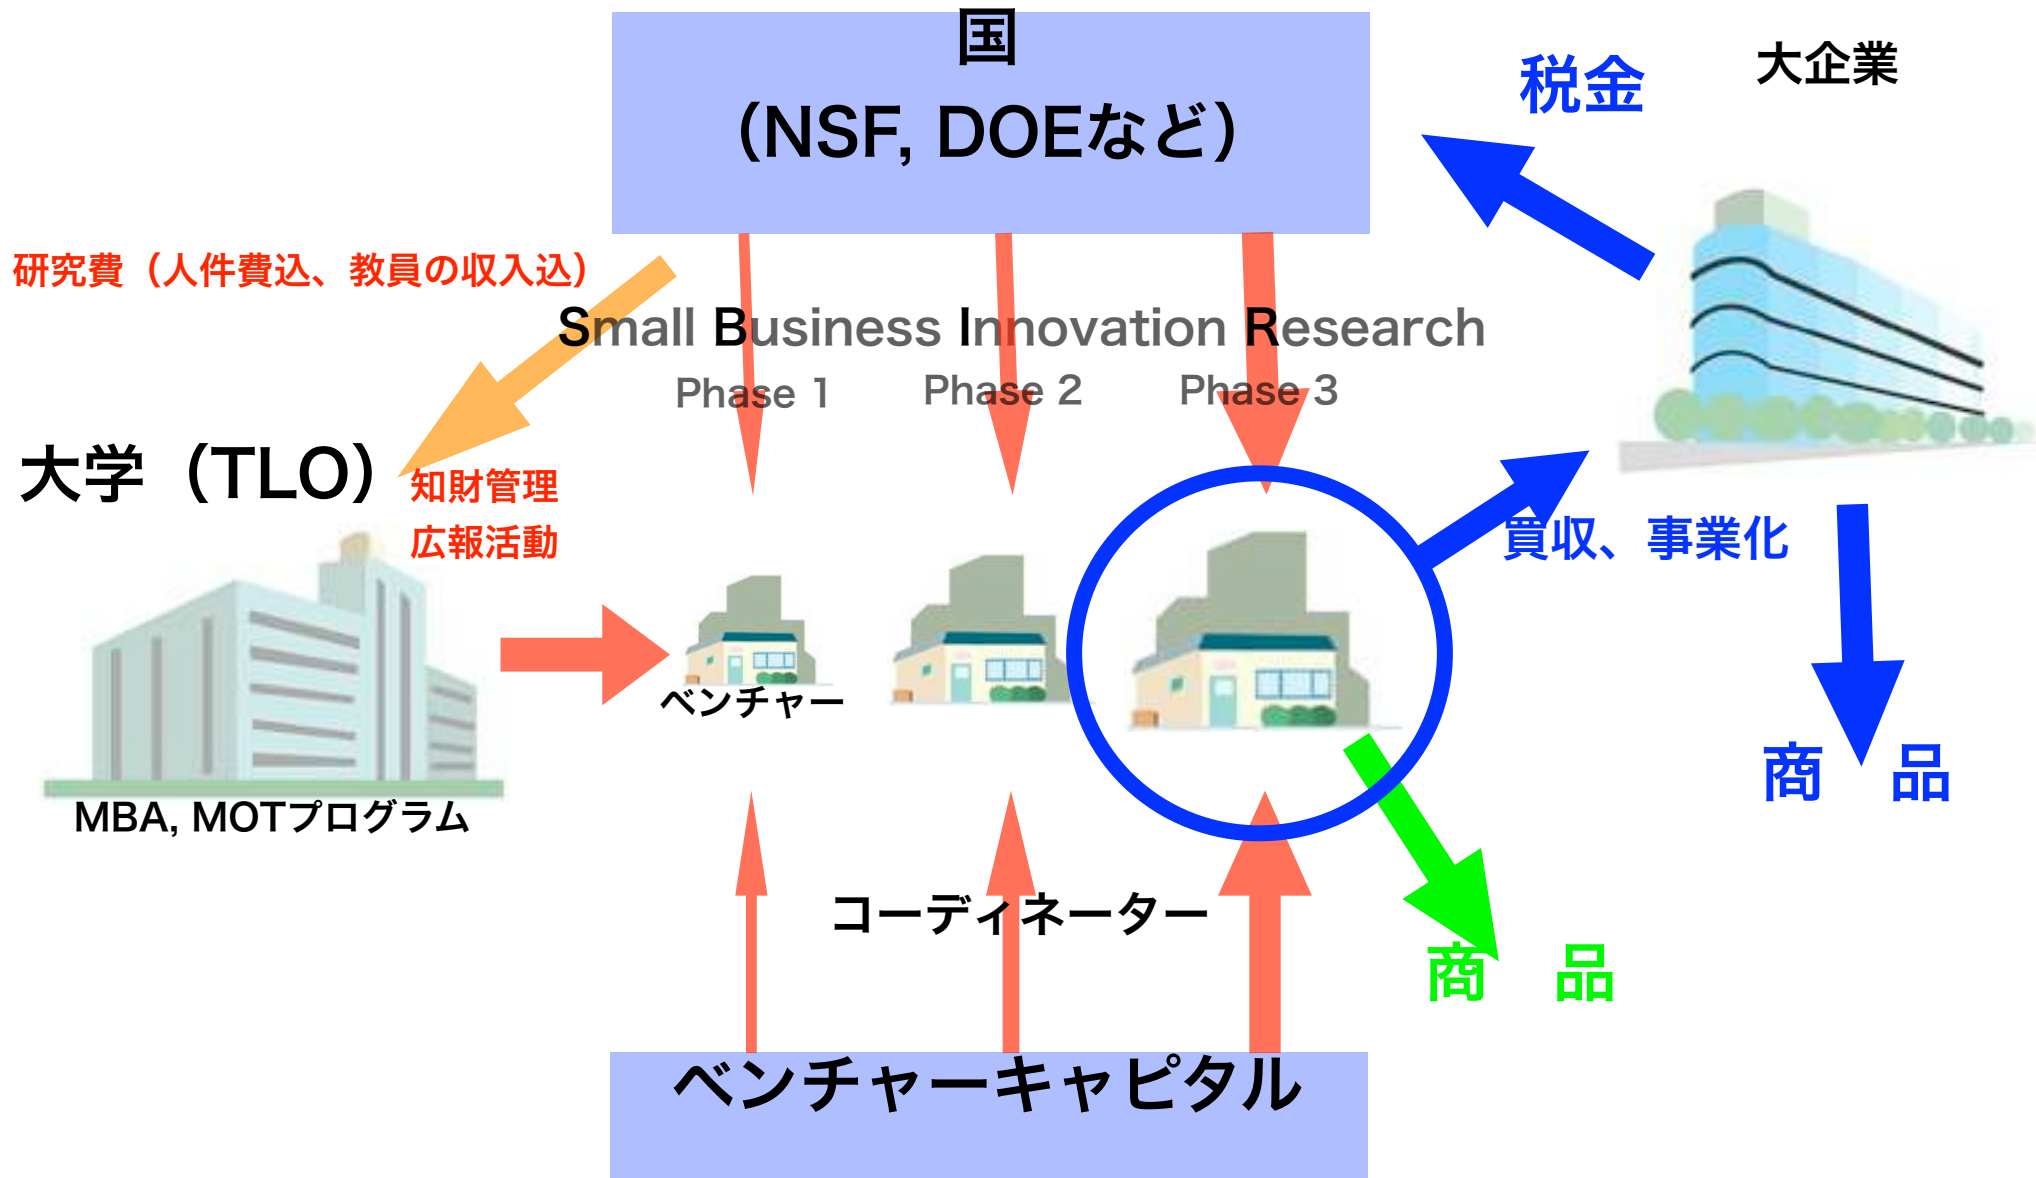 国
（NSF, DOEなど）
税金
大企業
研究費（人件費込、教員の収入込）
Small Business Innovation Research
Phase 1
Phase 2
Phase 3
大学（TLO）
知財管理
広報活動
買収、事業化
ベンチャー
商　品
MBA, MOTプログラム
コーディネーター
商　品
ベンチャーキャピタル